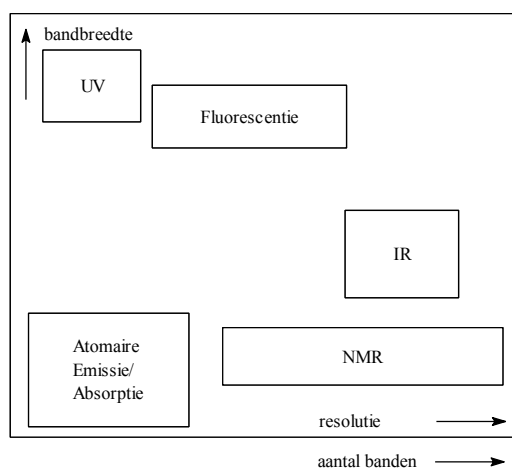 bandbreedte
UV
Fluorescentie
IR
Atomaire
Emissie/
Absorptie
NMR
resolutie
aantal banden